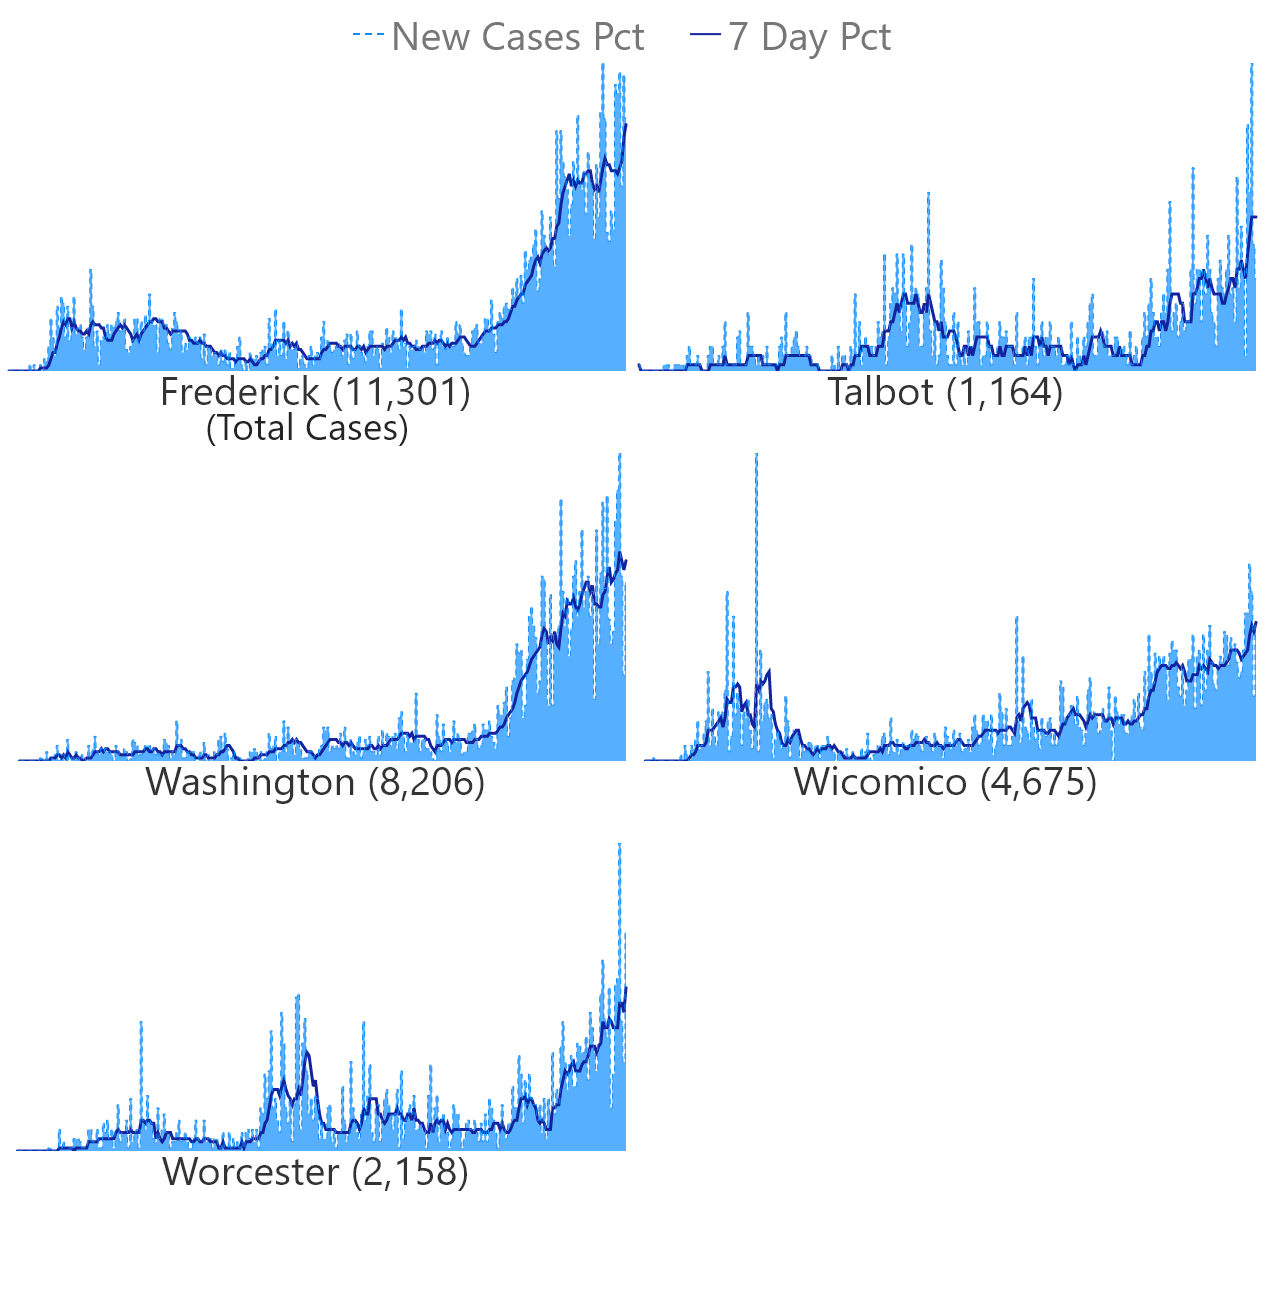 New Cases Pct 7 Day Pct
Frederick (11,301)
(Total Cases)
Talbot (1,164)
Washington (8,206)
Wicomico (4,675)
Worcester (2,158)